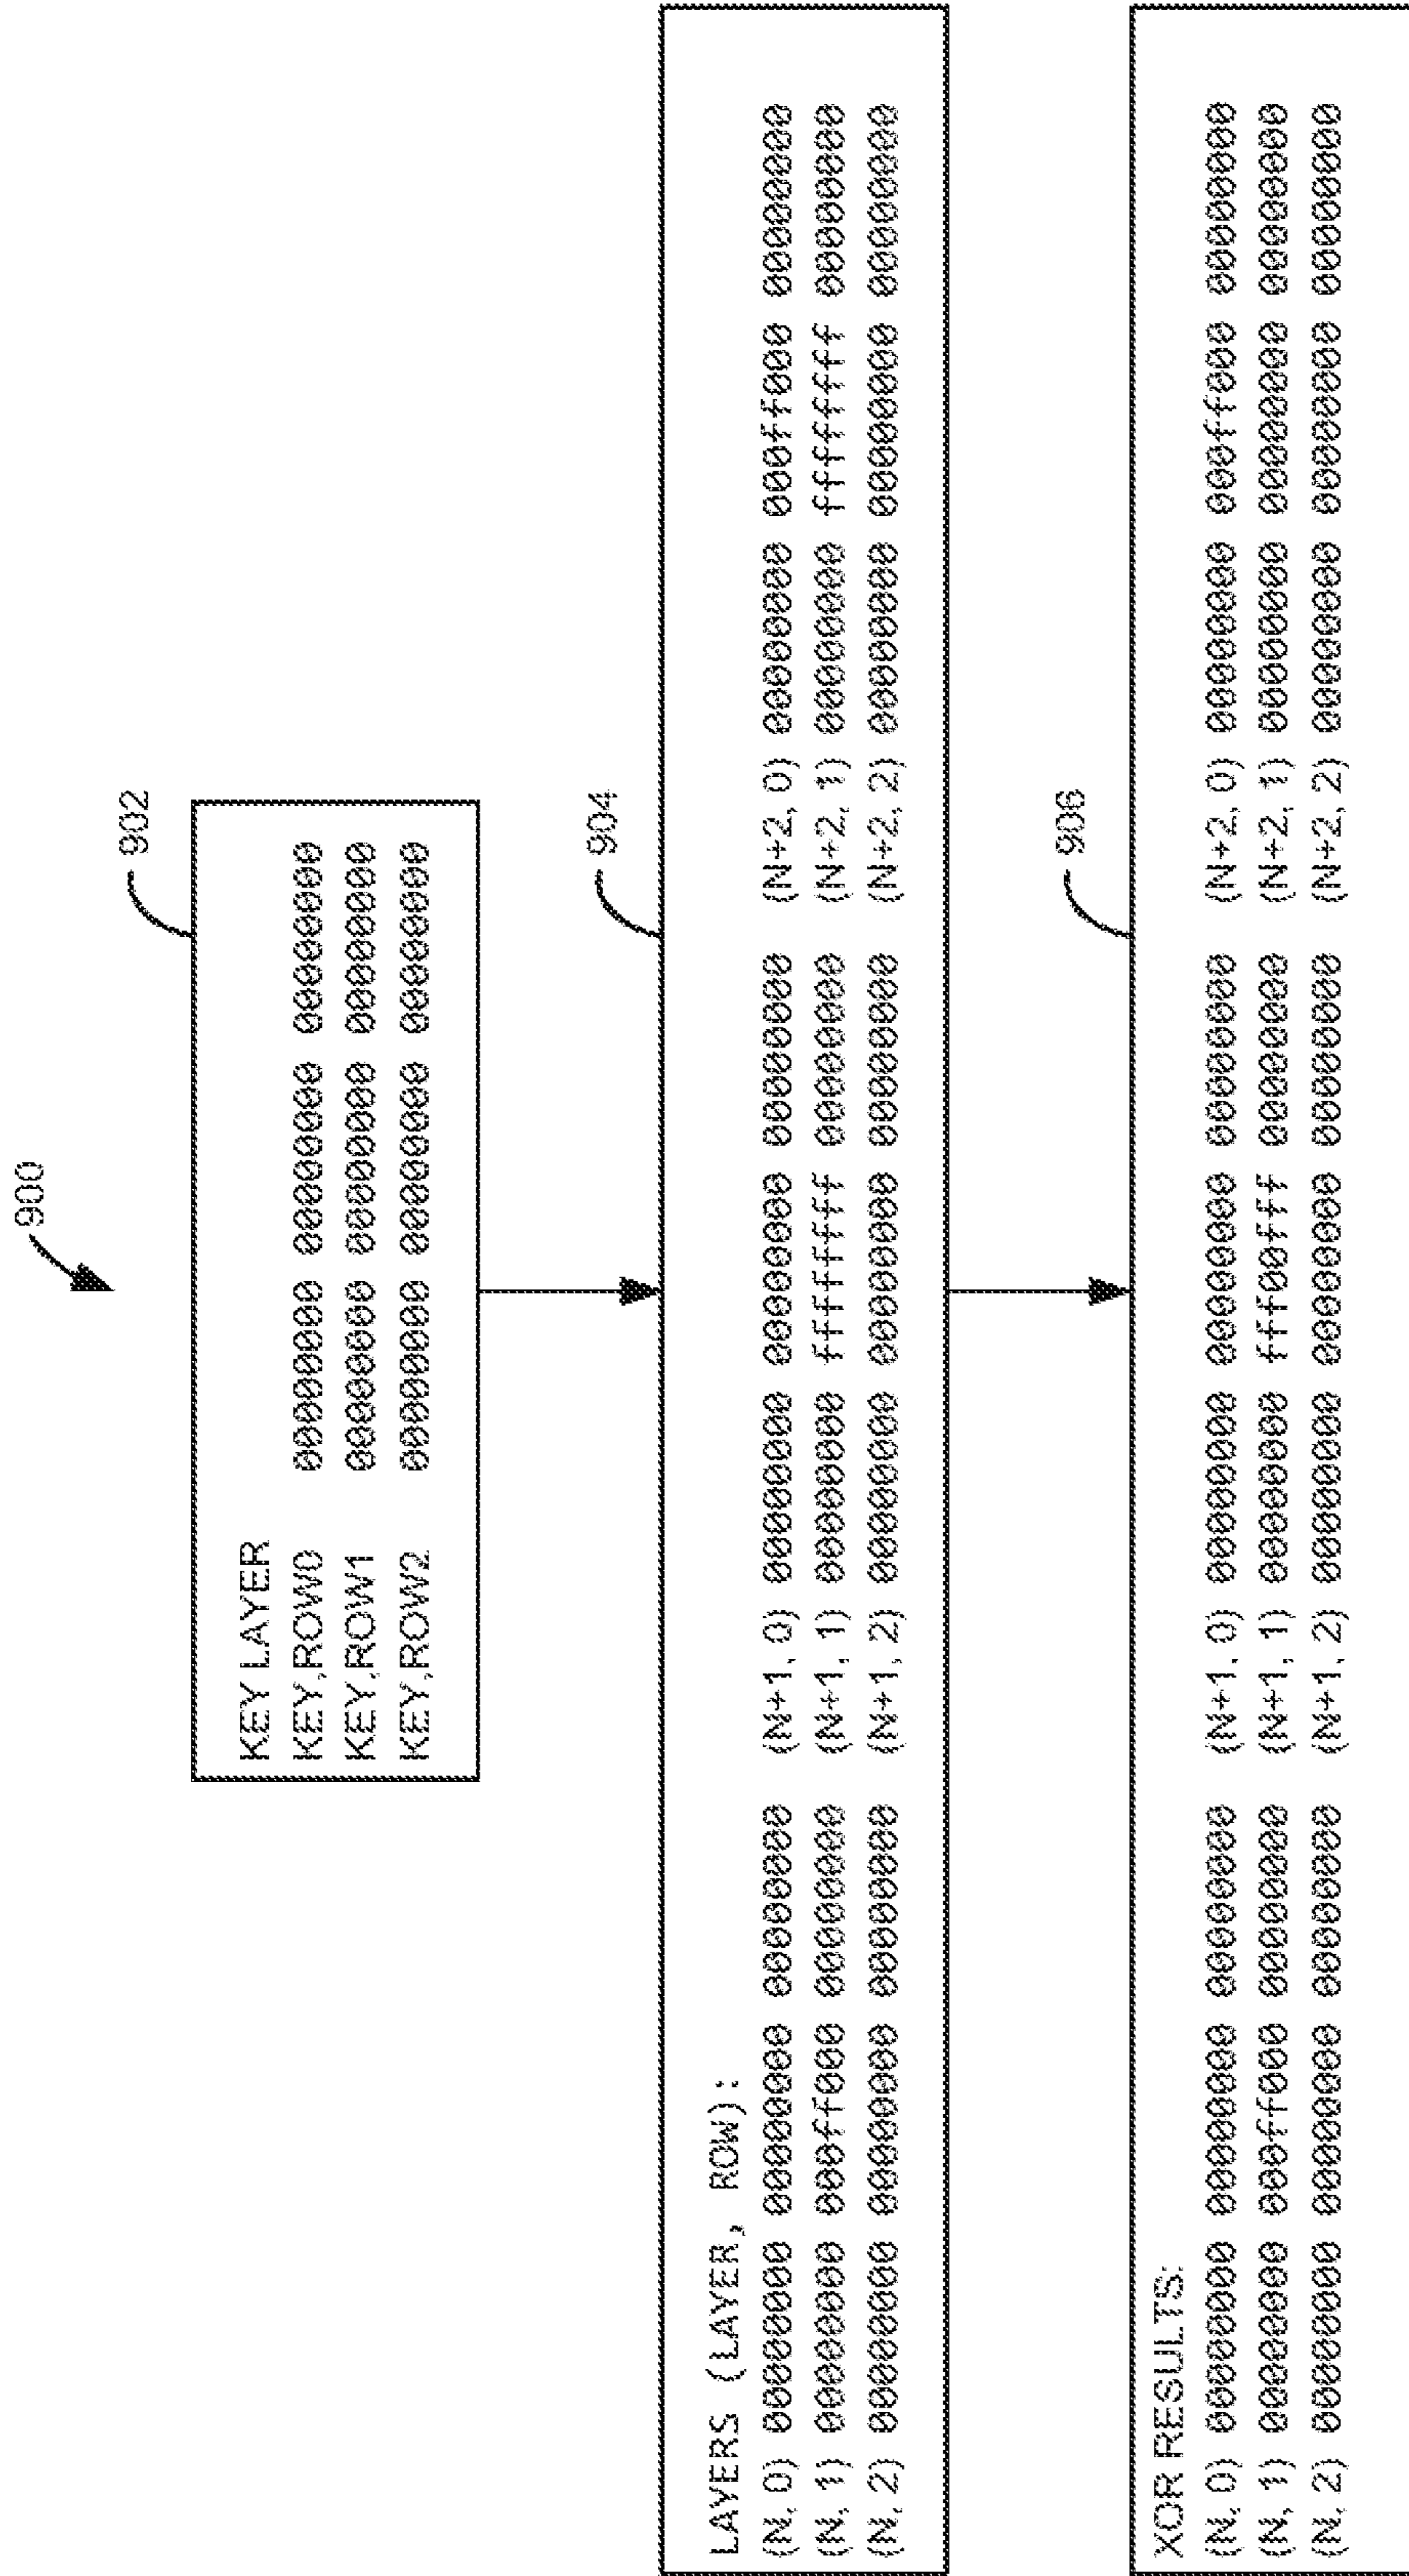 900
902
KEY LAYER
KEY,ROW0 00000000 00000000 00000000
KEY,ROW1 00000000 00000000 00000000
KEY,ROW2 00000000 00000000 00000000
904
LAYERS (LAYER, ROW):
(N, 0) 00000000 00000000 00000000 (N+1, 0) 00000000 00000000 00000000 (N+2, 0) 00000000 000ff000 00000000
(N, 1) 00000000 000ff000 00000000 (N+1, 1) 00000000 ffffffff 00000000 (N+2, 1) 00000000 ffffffff 00000000
(N, 2) 00000000 00000000 00000000 (N+1, 2) 00000000 00000000 00000000 (N+2, 2) 00000000 00000000 00000000
906
XOR RESULTS:
(N, 0) 00000000 00000000 00000000 (N+1, 0) 00000000 00000000 00000000 (N+2, 0) 00000000 000ff000 00000000
(N, 1) 00000000 000ff000 00000000 (N+1, 1) 00000000 fff00fff 00000000 (N+2, 1) 00000000 00000000 00000000
(N, 2) 00000000 00000000 00000000 (N+1, 2) 00000000 00000000 00000000 (N+2, 2) 00000000 00000000 00000000